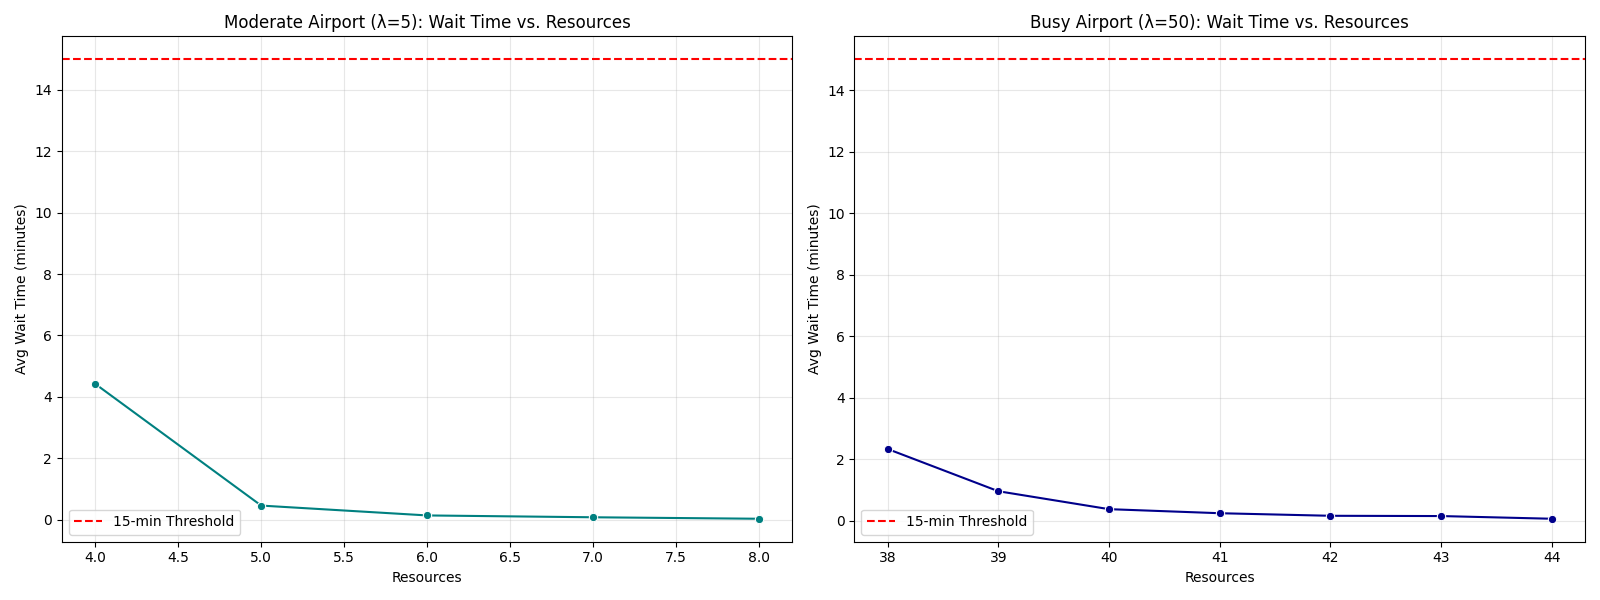 Moderate Airport (λ=5): Wait Time vs. Resources
14
12
10
8
6
4
2
0
Avg Wait Time (minutes)
15-min Threshold
4.0 4.5 5.0 5.5 6.0 6.5 7.0 7.5 8.0
Resources
Busy Airport (λ=50): Wait Time vs. Resources
14
12
10
8
6
4
2
0
Avg Wait Time (minutes)
15-min Threshold
38 39 40 41 42 43 44
Resources